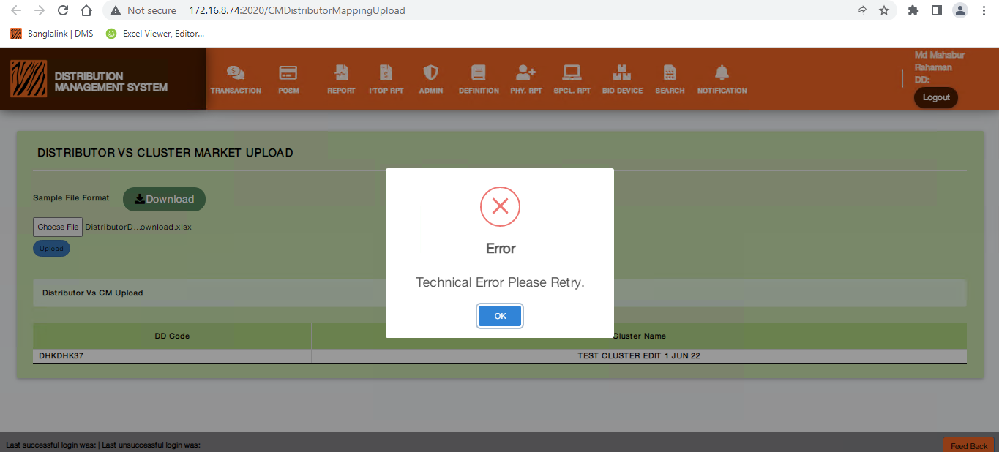 Not secure | 172.16.8.74:2020/CMDistributorMappingUpload
Banglalink | DMS
Excel Viewer, Editor...
DISTRIBUTION
MANAGEMENT SYSTEM
TRANSACTION
POSM
REPORT
I'TOP RPT
ADMIN
DEFINITION
PHY. RPT
SPCL. RPT
BIO DEVICE
SEARCH
NOTIFICATION
Md Mahabur
Rahaman
DD:
Logout
DISTRIBUTOR VS CLUSTER MARKET UPLOAD
Sample File Format
Download
Choose File DistributorD...ownload.xlsx
Upload
Error
Technical Error Please Retry.
OK
Distributor Vs CM Upload
DD Code
Cluster Name
DHKDHK37
TEST CLUSTER EDIT 1 JUN 22
Last successful login was: | Last unsuccessful login was:
Feed Back